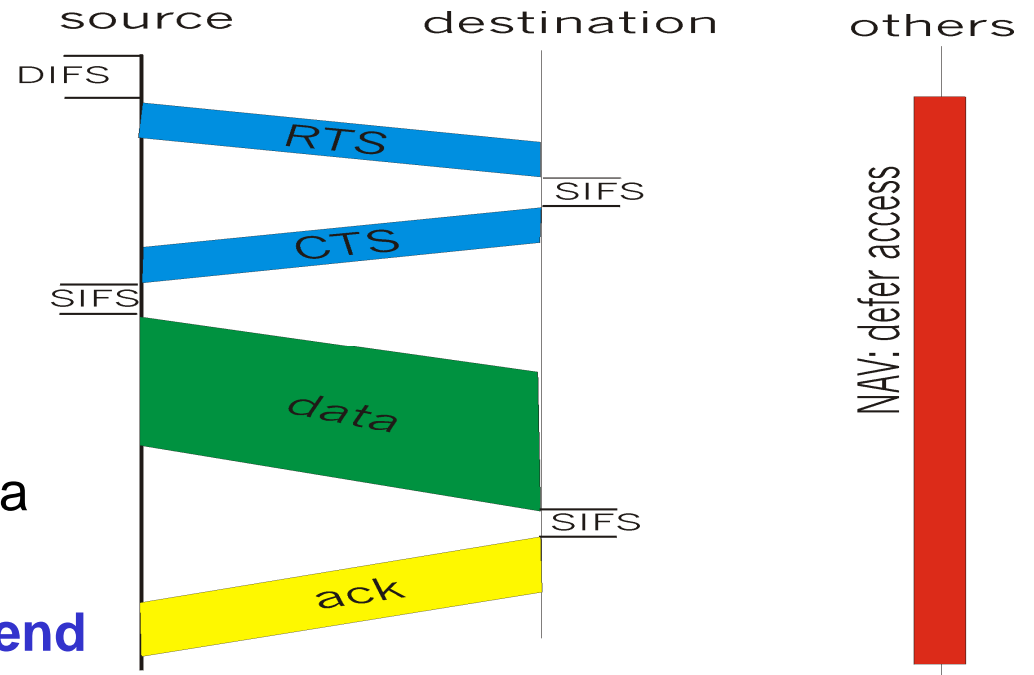 source
destination
others
DIFS
RTS
SIFS
CTS
SIFS
NAV: defer access
data
a
SIFS
ack
end